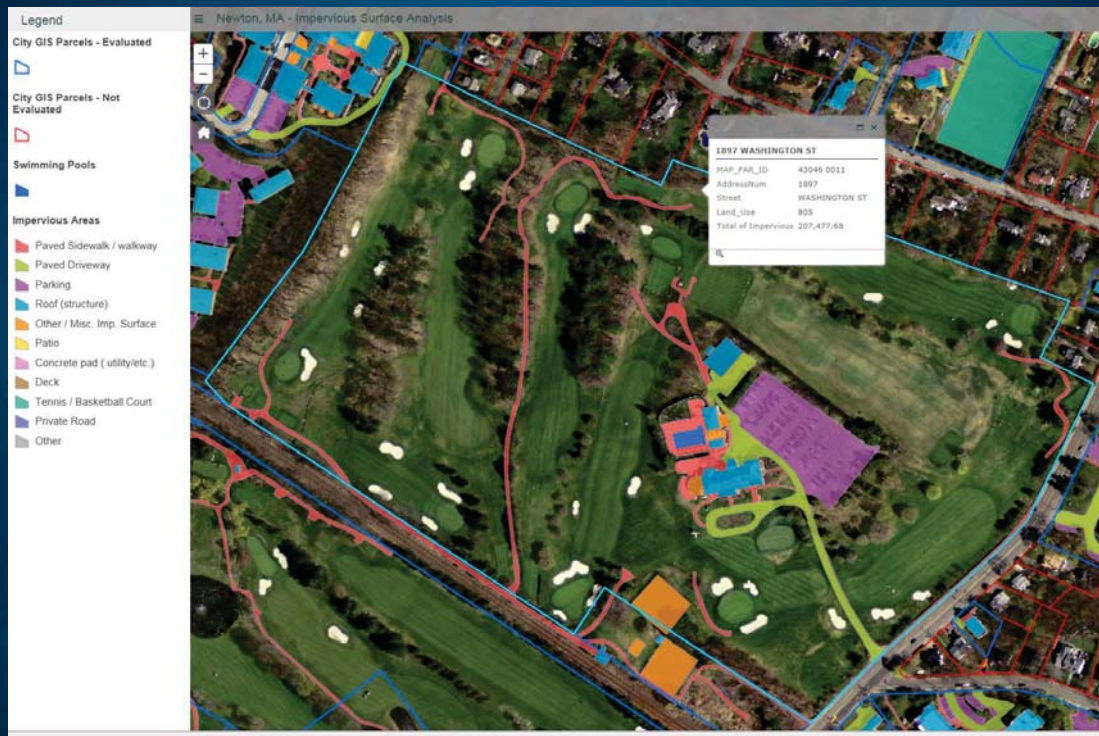 Legend
City GIS Parcels - Evaluated
City GIS Parcels - Not
Evaluated
Swimming Pools
Impervious Areas
Paved Sidewalk / walkway
Paved Driveway
Parking
Roof (structure)
Other / Misc. Imp. Surface
Patio
Concrete pad ( utility/etc.)
Deck
Tennis / Basketball Court
Private Road
Other
Newton, MA - Impervious Surface Analysis
+
−
1897 WASHINGTON ST
MAP_PAR_ID 43046 0011
AddressNum 1897
Street WASHINGTON ST
Land_Use 805
Total of Impervious 207,477.68